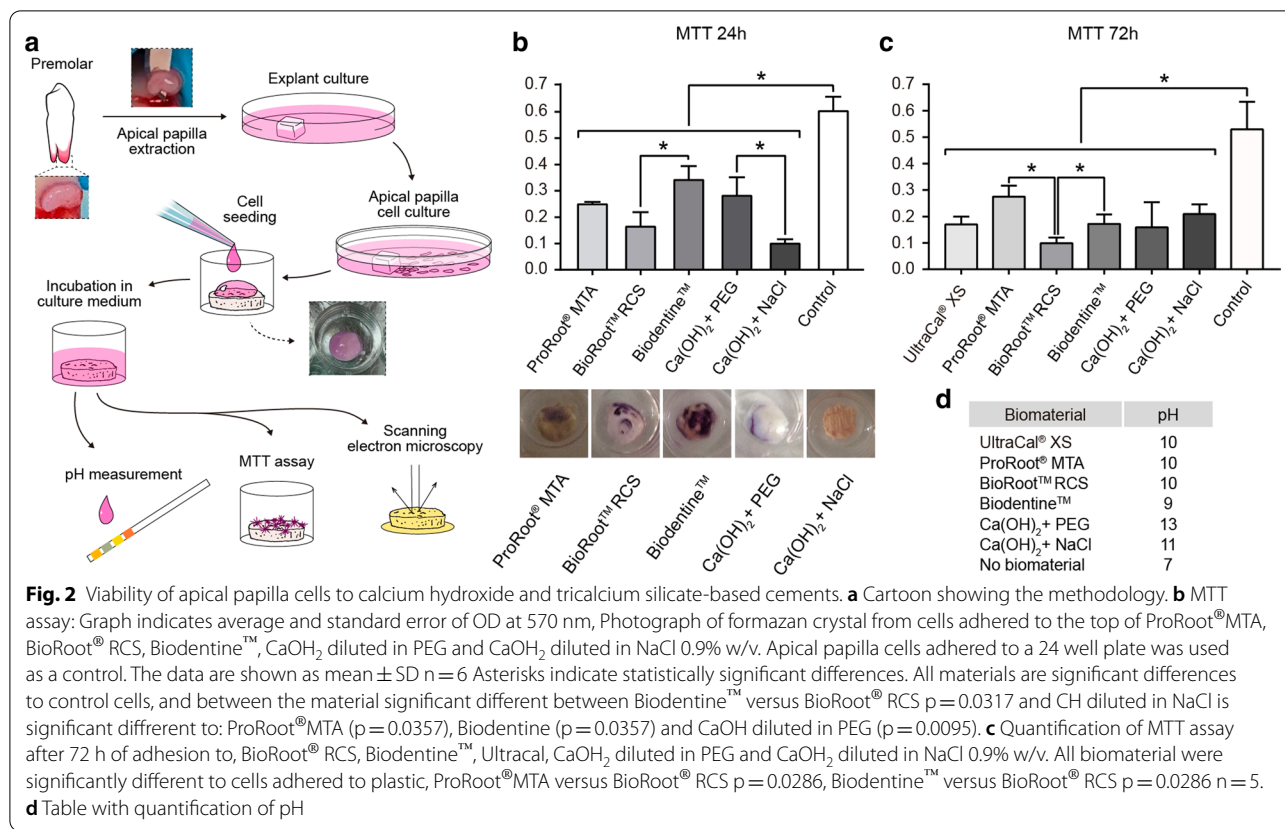 a
Premolar
Apical papilla
extraction
Explant culture
Cell
seeding
Apical papilla
cell culture
Incubation in
culture medium
pH measurement
MTT assay
Scanning
electron microscopy
b
MTT 24h
0.7
0.6
0.5
0.4
0.3
0.2
0.1
0.0
*
*
*
ProRoot® MTA
BioRoot™ RCS
Biodentine™
Ca(OH)₂ + PEG
Ca(OH)₂ + NaCl
Control
ProRoot® MTA
BioRoot™ RCS
Biodentine™
Ca(OH)₂ + PEG
Ca(OH)₂ + NaCl
c
MTT 72h
0.7
0.6
0.5
0.4
0.3
0.2
0.1
0.0
*
*
*
UltraCal® XS
ProRoot® MTA
BioRoot™ RCS
Biodentine™
Ca(OH)₂ + PEG
Ca(OH)₂ + NaCl
Control
d
Biomaterial pH
UltraCal® XS 10
ProRoot® MTA 10
BioRoot™ RCS 10
Biodentine™ 9
Ca(OH)₂ + PEG 13
Ca(OH)₂ + NaCl 11
No biomaterial 7
Fig. 2 Viability of apical papilla cells to calcium hydroxide and tricalcium silicate-based cements. a Cartoon showing the methodology. b MTT
assay: Graph indicates average and standard error of OD at 570 nm, Photograph of formazan crystal from cells adhered to the top of ProRoot®MTA,
BioRoot® RCS, Biodentine™, CaOH₂ diluted in PEG and CaOH₂ diluted in NaCl 0.9% w/v. Apical papilla cells adhered to a 24 well plate was used
as a control. The data are shown as mean ± SD n = 6 Asterisks indicate statistically significant differences. All materials are significant differences
to control cells, and between the material significant different between Biodentine™ versus BioRoot® RCS p = 0.0317 and CH diluted in NaCl is
significant diffrerent to: ProRoot®MTA (p = 0.0357), Biodentine (p = 0.0357) and CaOH diluted in PEG (p = 0.0095). c Quantification of MTT assay
after 72 h of adhesion to, BioRoot® RCS, Biodentine™, Ultracal, CaOH₂ diluted in PEG and CaOH₂ diluted in NaCl 0.9% w/v. All biomaterial were
significantly different to cells adhered to plastic, ProRoot®MTA versus BioRoot® RCS p = 0.0286, Biodentine™ versus BioRoot® RCS p = 0.0286 n = 5.
d Table with quantification of pH